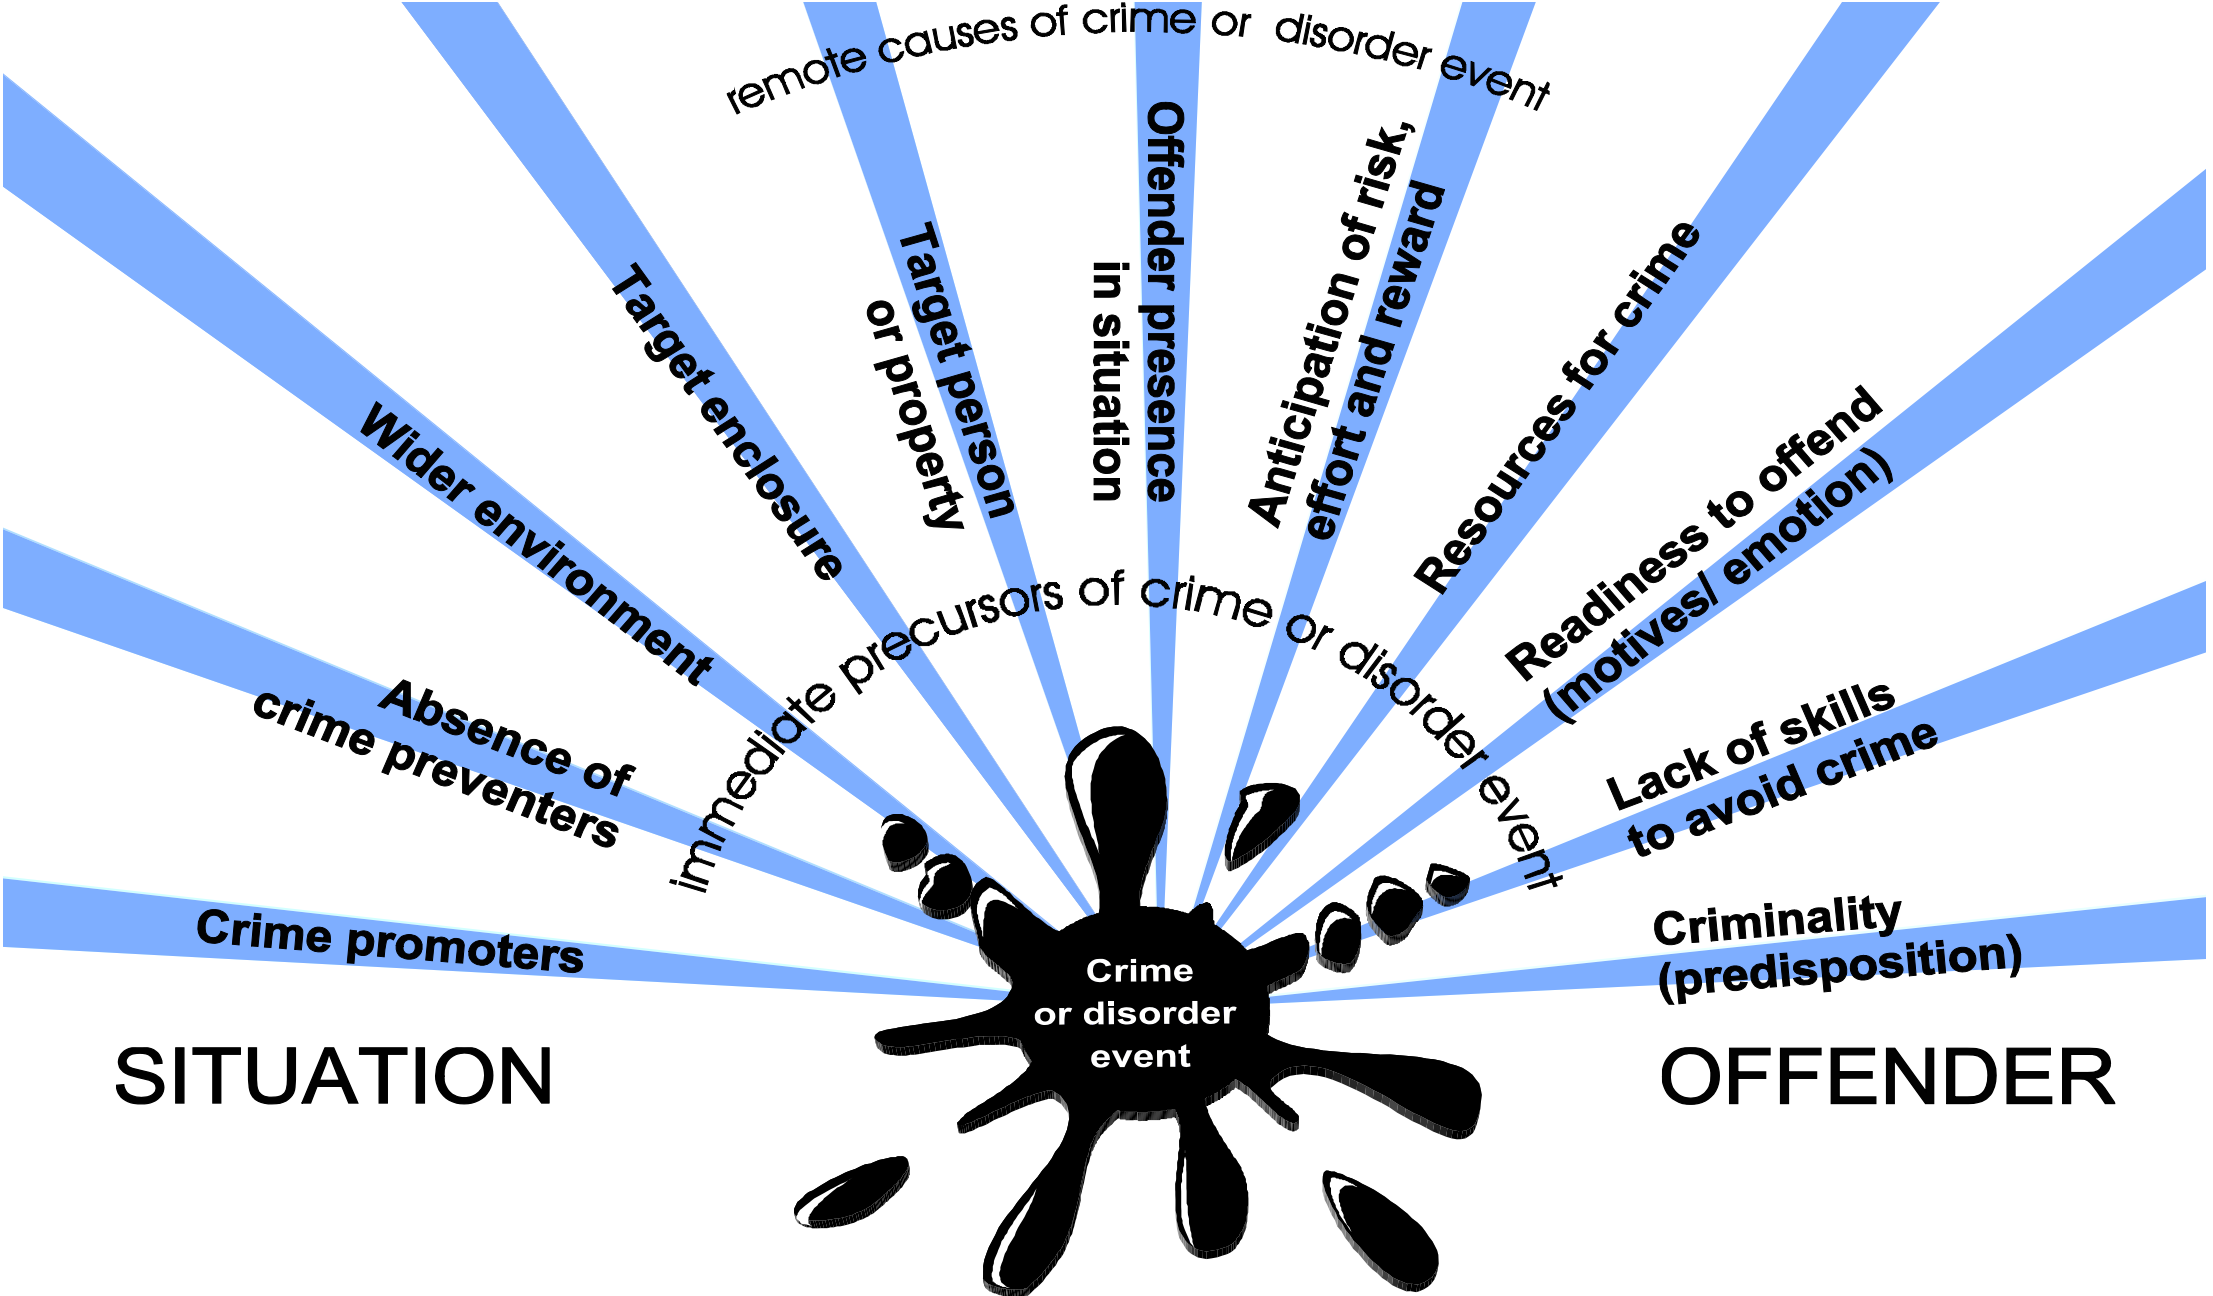 remote causes of crime or disorder event
Crime promoters
Absence of
crime preventers
Wider environment
Target enclosure
Target person
or property
Offender presence
in situation
Anticipation of risk,
effort and reward
Resources for crime
Readiness to offend
(motives/ emotion)
Lack of skills
to avoid crime
Criminality
(predisposition)
immediate precursors of crime or disorder event
Crime
or disorder
event
SITUATION
OFFENDER